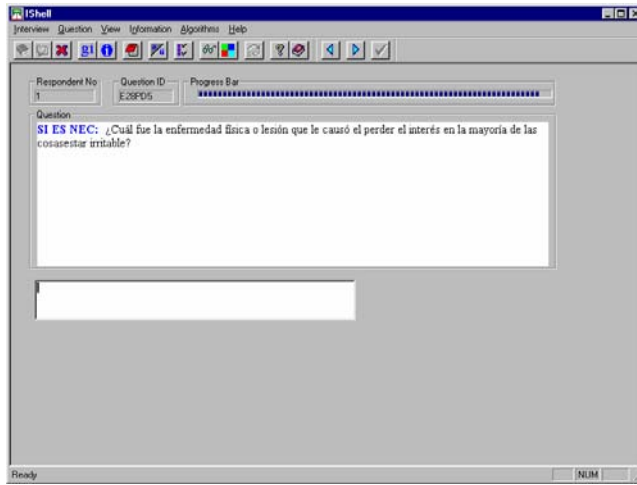 IShell
Interview Question View Information Algorithms Help
Respondent No Question ID Progress Bar
1 E28PD5
Question
SI ES NEC: ¿Cuál fue la enfermedad física o lesión que le causó el perder el interés en la mayoría de las
cosasestar irritable?
Ready NUM